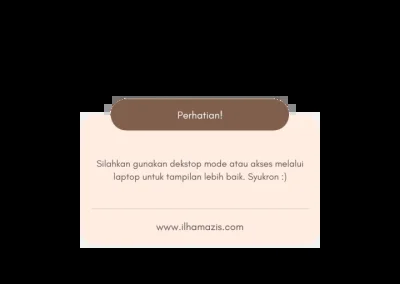 Perhatian!
Silahkan gunakan dekstop mode atau akses melalui
laptop untuk tampilan lebih baik. Syukron :)
www.ilhamazis.com